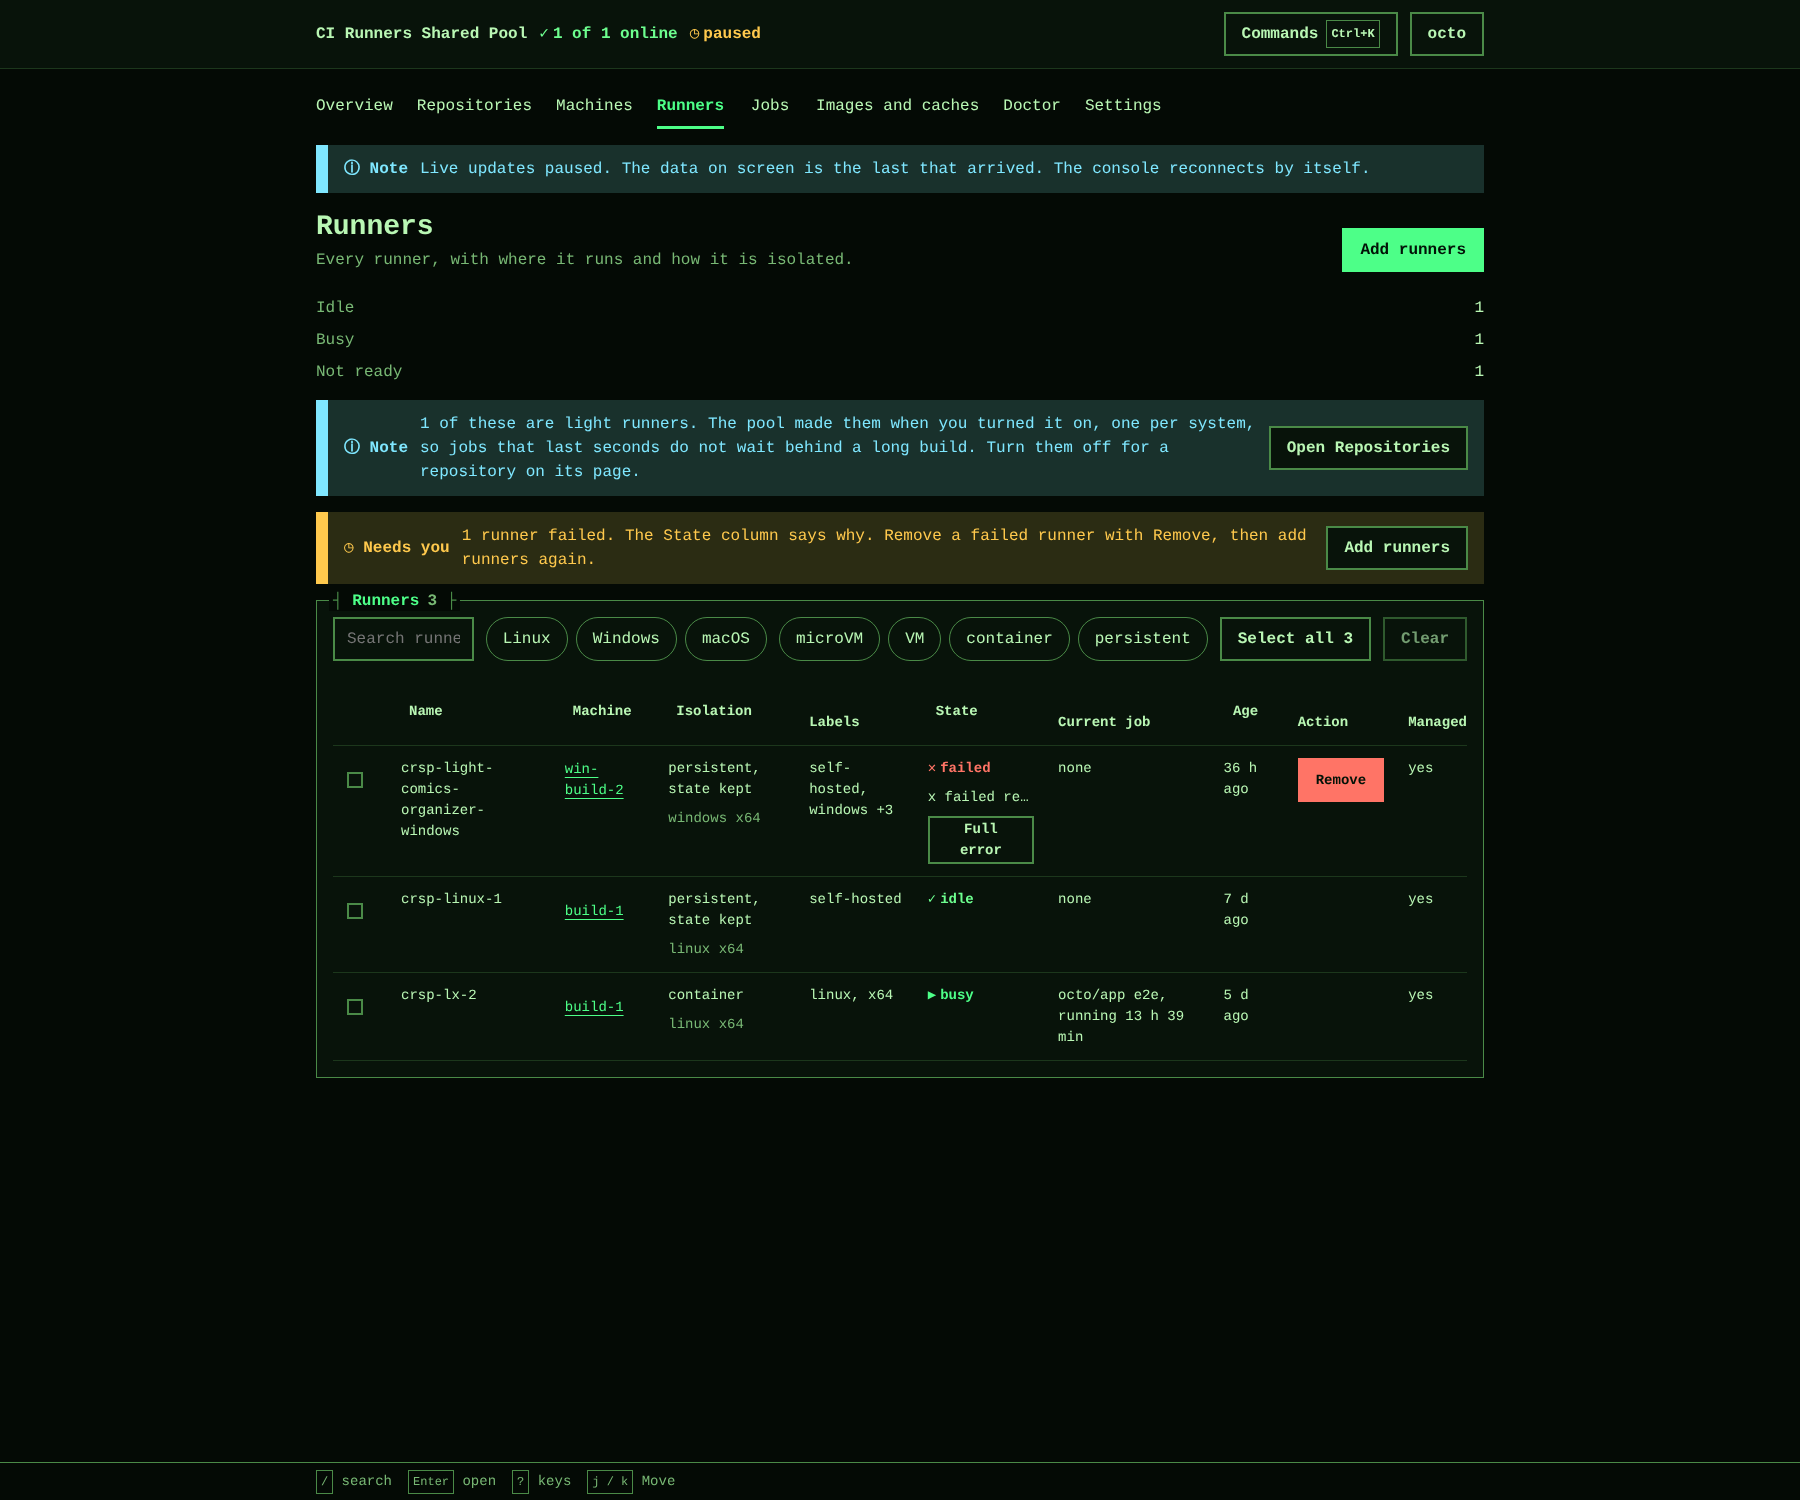 CI Runners Shared Pool ✓ 1 of 1 online ◷ paused
Commands Ctrl+K octo
Overview Repositories Machines Runners Jobs Images and caches Doctor Settings
ⓘ Note Live updates paused. The data on screen is the last that arrived. The console reconnects by itself.
Runners
Every runner, with where it runs and how it is isolated.
Add runners
Idle 1
Busy 1
Not ready 1
ⓘ Note
1 of these are light runners. The pool made them when you turned it on, one per system,
so jobs that last seconds do not wait behind a long build. Turn them off for a
repository on its page.
Open Repositories
◷ Needs you
1 runner failed. The State column says why. Remove a failed runner with Remove, then add
runners again.
Add runners
Runners 3
Search runne Linux Windows macOS microVM VM container persistent Select all 3 Clear
Name Machine Isolation Labels State Current job Age Action Managed
crsp-light-
comics-
organizer-
windows
win-
build-2
persistent,
state kept
windows x64
self-
hosted,
windows +3
× failed
x failed re…
Full
error
none
36 h
ago
Remove
yes
crsp-linux-1
build-1
persistent,
state kept
linux x64
self-hosted
✓ idle
none
7 d
ago
yes
crsp-lx-2
build-1
container
linux x64
linux, x64
▶ busy
octo/app e2e,
running 13 h 39
min
5 d
ago
yes
/ search Enter open ? keys j / k Move